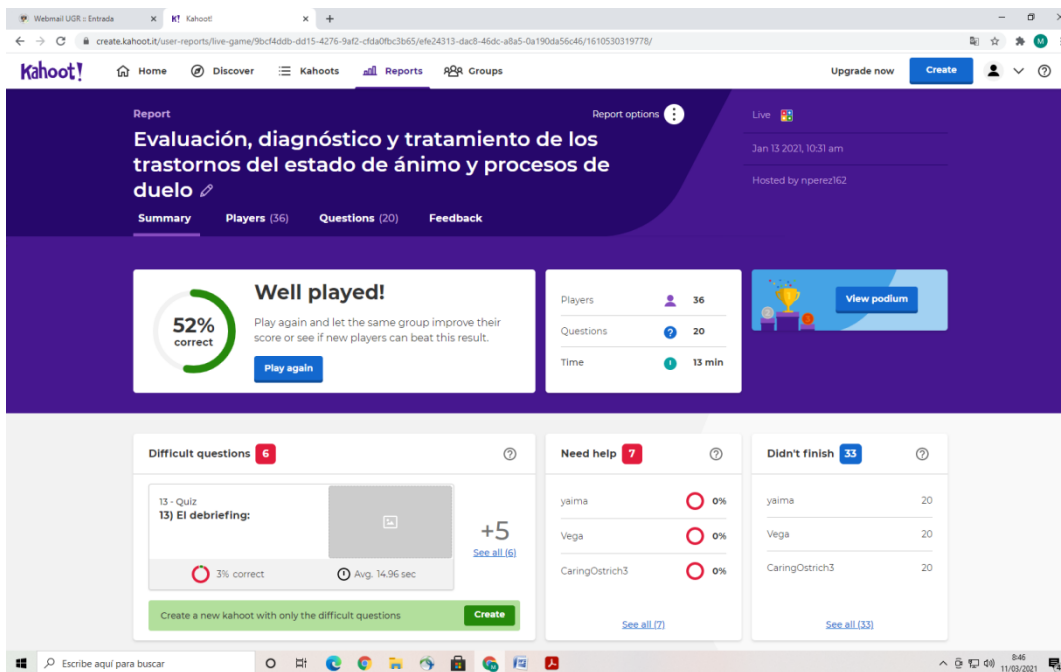 Webmail UGR :: Entrada
K! Kahoot!
create.kahoot.it/user-reports/live-game/9bcf4ddb-dd15-4276-9af2-cfda0fbc3b65/efe24313-dac8-46dc-a8a5-0a190da56c46/1610530319778/
M
Kahoot! Home Discover Kahoots Reports Groups Upgrade now Create
Report
Report options
Live
Evaluación, diagnóstico y tratamiento de los
trastornos del estado de ánimo y procesos de
duelo
Jan 13 2021, 10:31 am
Hosted by nperez162
Summary Players (36) Questions (20) Feedback
52%
correct
Well played!
Play again and let the same group improve their
score or see if new players can beat this result.
Play again
Players 36
Questions 20
Time 13 min
View podium
Difficult questions 6
13 - Quiz
13) El debriefing:
3% correct
Avg. 14.96 sec
+5
See all (6)
Create a new kahoot with only the difficult questions
Create
Need help 7
yaima 0%
Vega 0%
CaringOstrich3 0%
See all (7)
Didn't finish 33
yaima 20
Vega 20
CaringOstrich3 20
See all (33)
Escribe aquí para buscar
8:46
11/03/2021